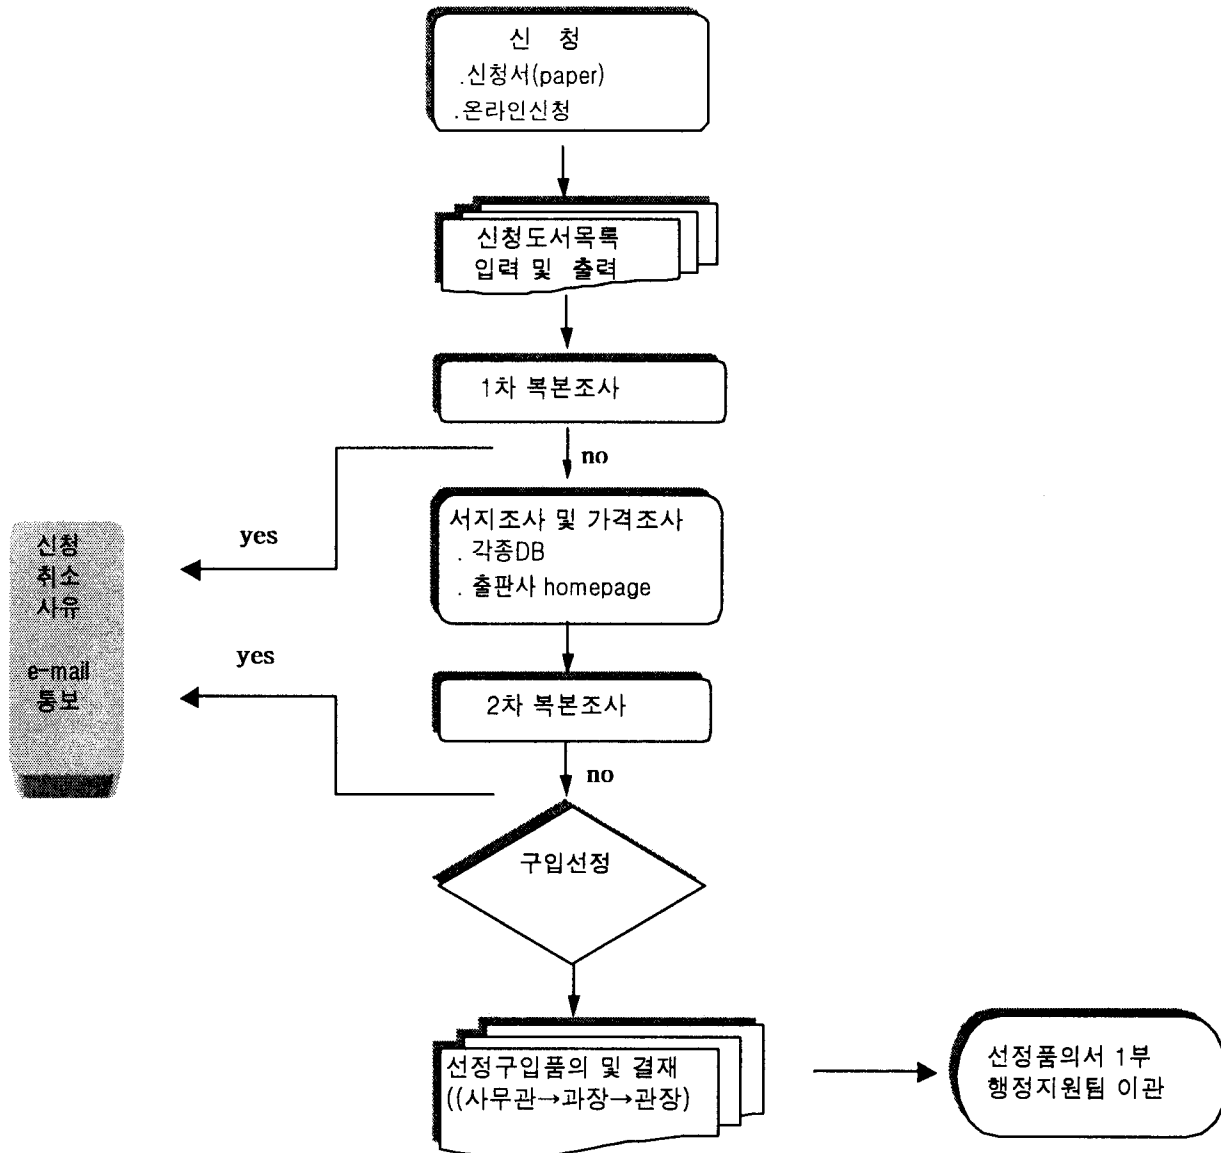 신 청
.신청서(paper)
.온라인신청
신청도서목록
입력 및 출력
1차 복본조사
no
서지조사 및 가격조사
. 각종DB
. 출판사 homepage
yes
신청
취소
사유
e-mail
통보
yes
2차 복본조사
no
구입선정
선정구입품의 및 결재
((사무관→과장→관장)
선정품의서 1부
행정지원팀 이관